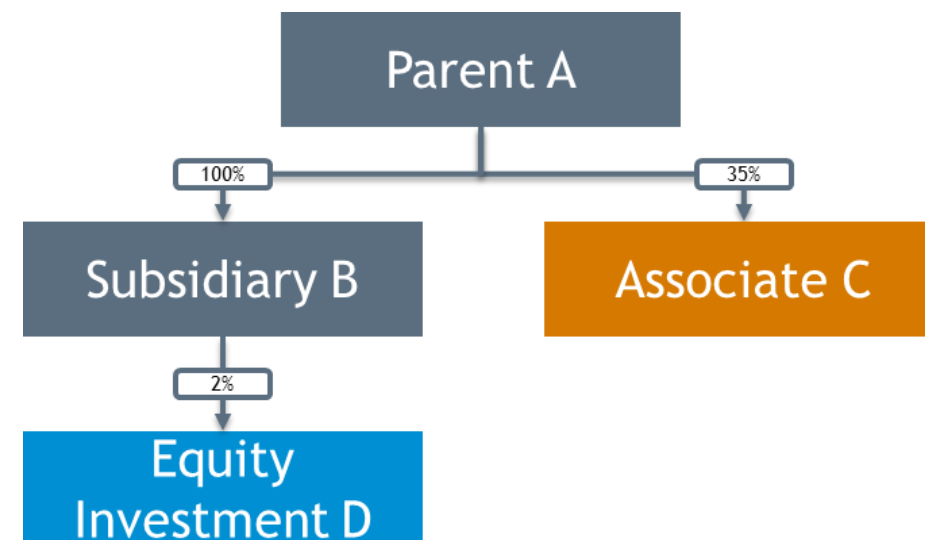 Parent A
100%
35%
Subsidiary B
Associate C
2%
Equity
Investment D